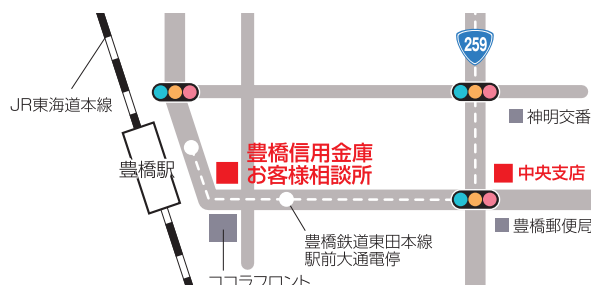 259
JR東海道本線
神明交番
豊橋信用金庫
お客様相談所
豊橋駅
中央支店
豊橋郵便局
豊橋鉄道東田本線
駅前大通電停
ココラフロント